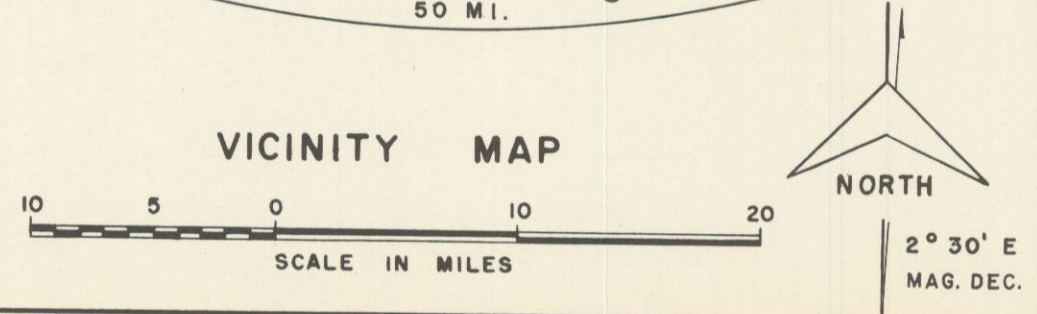 50 MI.
VICINITY MAP
10 5 0 10 20
SCALE IN MILES
NORTH
2° 30' E
MAG. DEC.